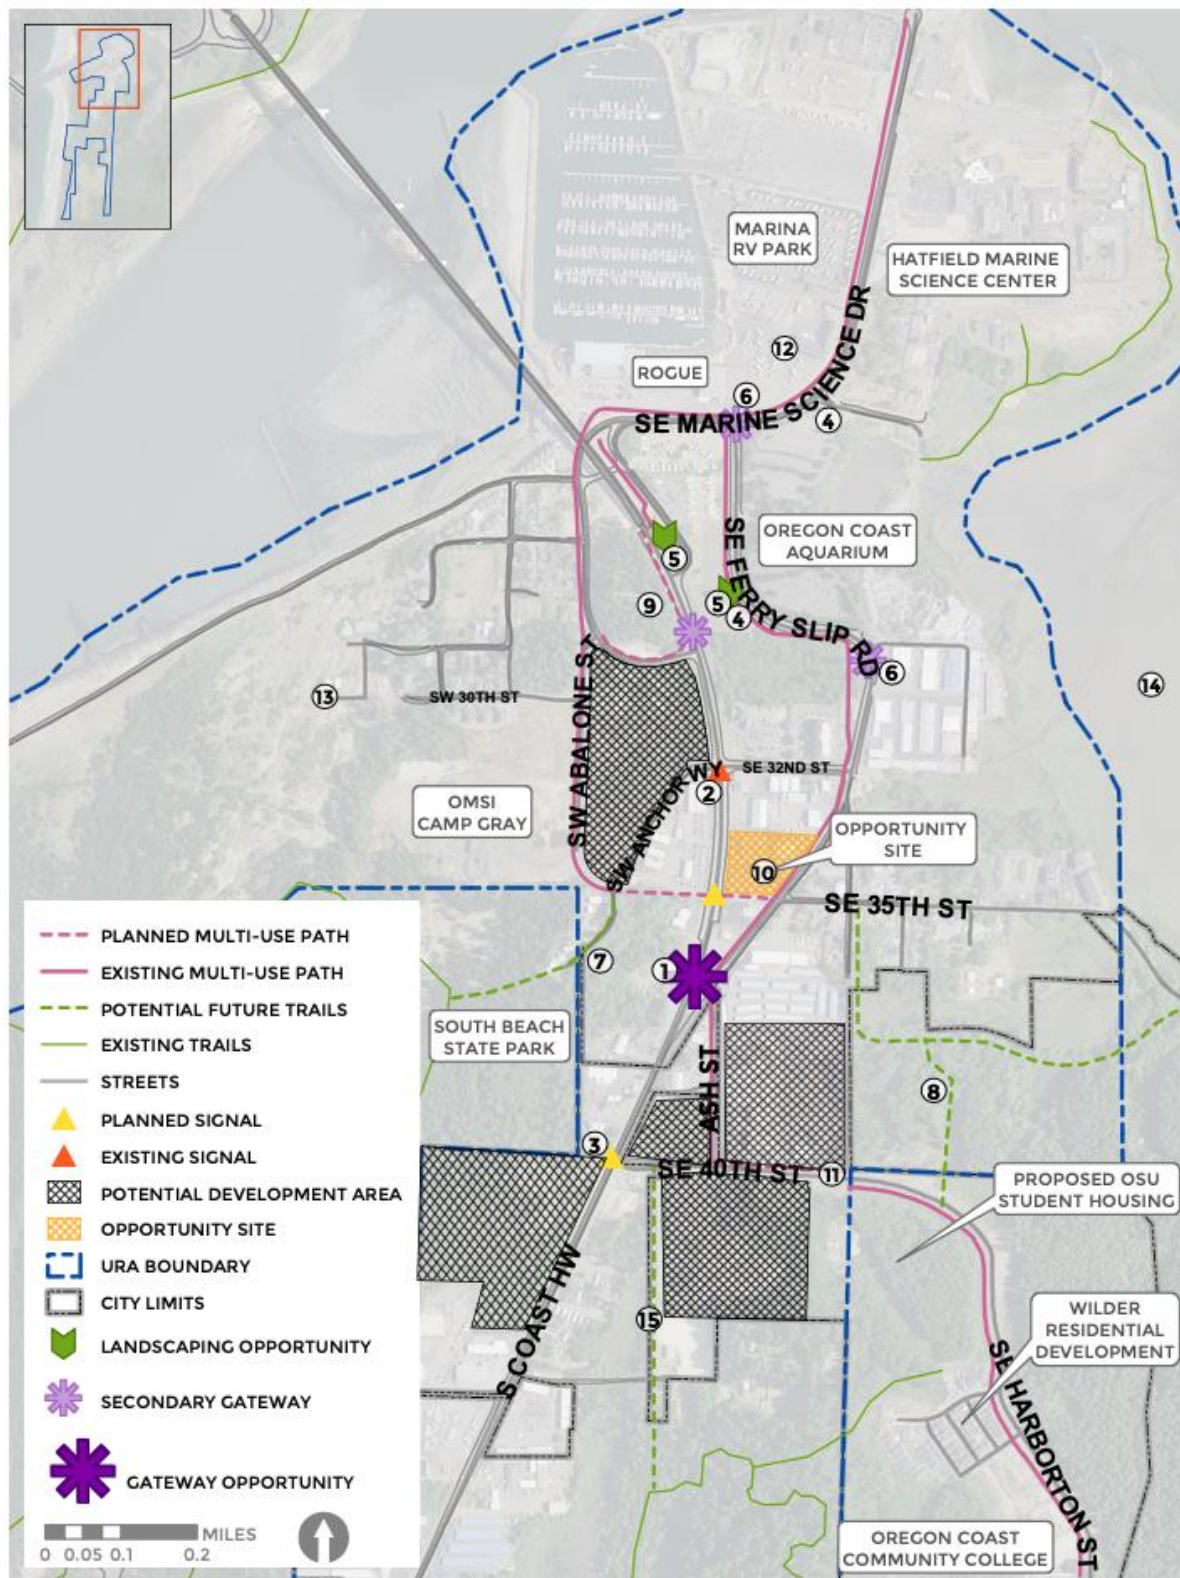 MARINA
RV PARK
HATFIELD MARINE
SCIENCE CENTER
12
ROGUE
6
SE MARINE SCIENCE DR
4
OREGON COAST
AQUARIUM
5
9
5
4
SE FERRY SLIP RD
6
13
SW 30TH ST
14
SW ABALONE ST
SW ANCHOR WY
SE 32ND ST
2
OMSI
CAMP GRAY
OPPORTUNITY
SITE
10
SE 35TH ST
7
1
SOUTH BEACH
STATE PARK
ASH ST
8
3
SE 40TH ST
11
PROPOSED OSU
STUDENT HOUSING
S COAST HW
15
WILDER
RESIDENTIAL
DEVELOPMENT
SE HARBORTON ST
OREGON COAST
COMMUNITY COLLEGE
PLANNED MULTI-USE PATH
EXISTING MULTI-USE PATH
POTENTIAL FUTURE TRAILS
EXISTING TRAILS
STREETS
PLANNED SIGNAL
EXISTING SIGNAL
POTENTIAL DEVELOPMENT AREA
OPPORTUNITY SITE
URA BOUNDARY
CITY LIMITS
LANDSCAPING OPPORTUNITY
SECONDARY GATEWAY
GATEWAY OPPORTUNITY
MILES
0 0.05 0.1 0.2